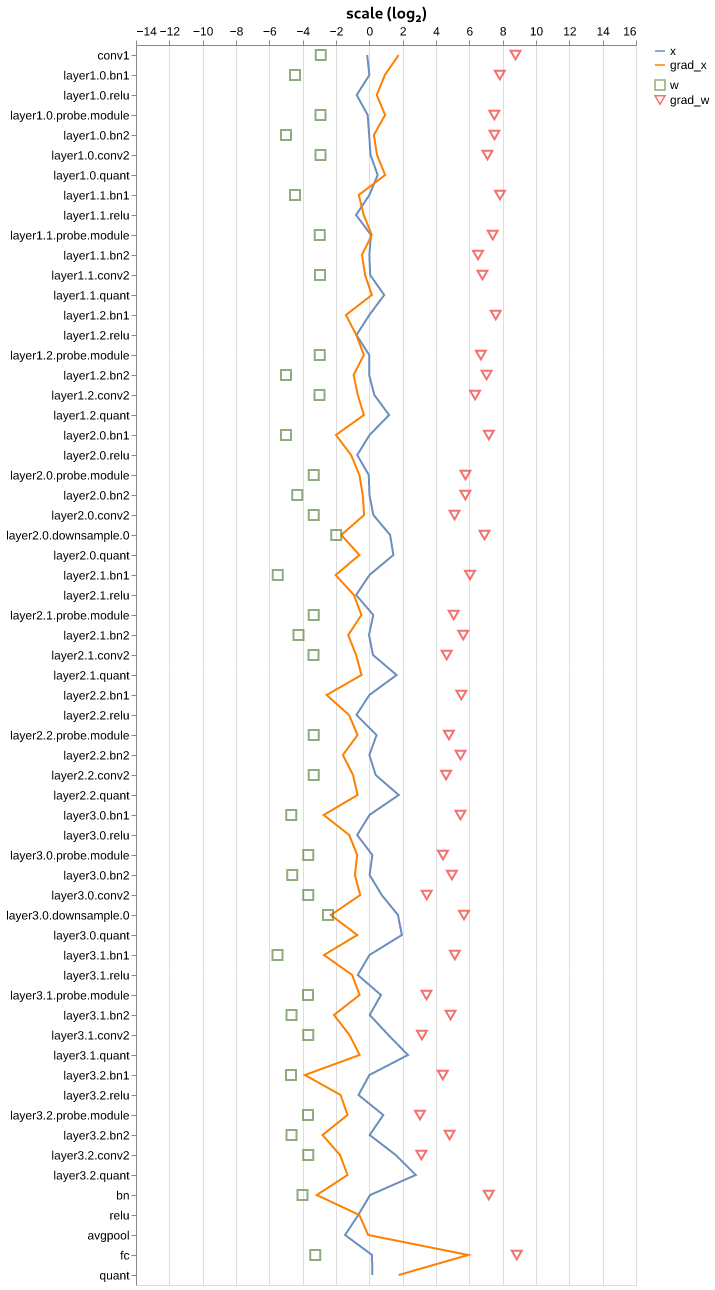 scale (log₂)
−14 −12 −10 −8 −6 −4 −2 0 2 4 6 8 10 12 14 16
x
grad_x
w
grad_w
conv1
layer1.0.bn1
layer1.0.relu
layer1.0.probe.module
layer1.0.bn2
layer1.0.conv2
layer1.0.quant
layer1.1.bn1
layer1.1.relu
layer1.1.probe.module
layer1.1.bn2
layer1.1.conv2
layer1.1.quant
layer1.2.bn1
layer1.2.relu
layer1.2.probe.module
layer1.2.bn2
layer1.2.conv2
layer1.2.quant
layer2.0.bn1
layer2.0.relu
layer2.0.probe.module
layer2.0.bn2
layer2.0.conv2
layer2.0.downsample.0
layer2.0.quant
layer2.1.bn1
layer2.1.relu
layer2.1.probe.module
layer2.1.bn2
layer2.1.conv2
layer2.1.quant
layer2.2.bn1
layer2.2.relu
layer2.2.probe.module
layer2.2.bn2
layer2.2.conv2
layer2.2.quant
layer3.0.bn1
layer3.0.relu
layer3.0.probe.module
layer3.0.bn2
layer3.0.conv2
layer3.0.downsample.0
layer3.0.quant
layer3.1.bn1
layer3.1.relu
layer3.1.probe.module
layer3.1.bn2
layer3.1.conv2
layer3.1.quant
layer3.2.bn1
layer3.2.relu
layer3.2.probe.module
layer3.2.bn2
layer3.2.conv2
layer3.2.quant
bn
relu
avgpool
fc
quant